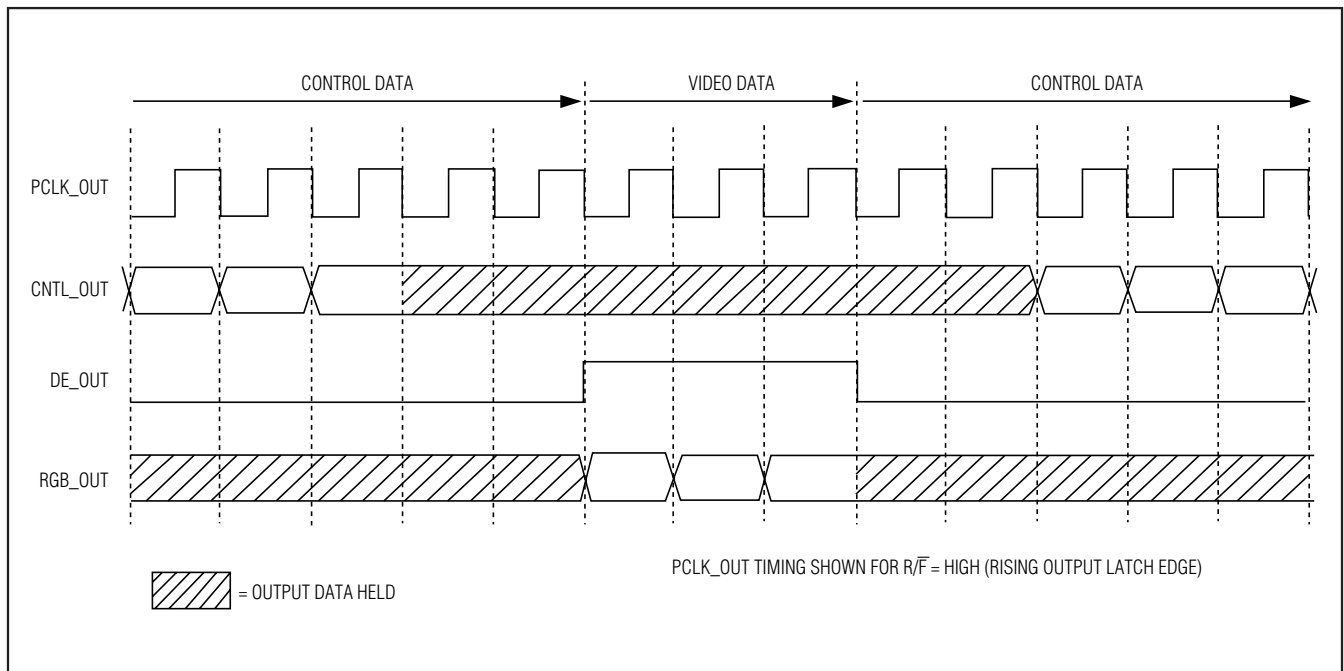 CONTROL DATA VIDEO DATA CONTROL DATA
PCLK_OUT
CNTL_OUT
DE_OUT
RGB_OUT
PCLK_OUT TIMING SHOWN FOR R/F̅ = HIGH (RISING OUTPUT LATCH EDGE)
= OUTPUT DATA HELD